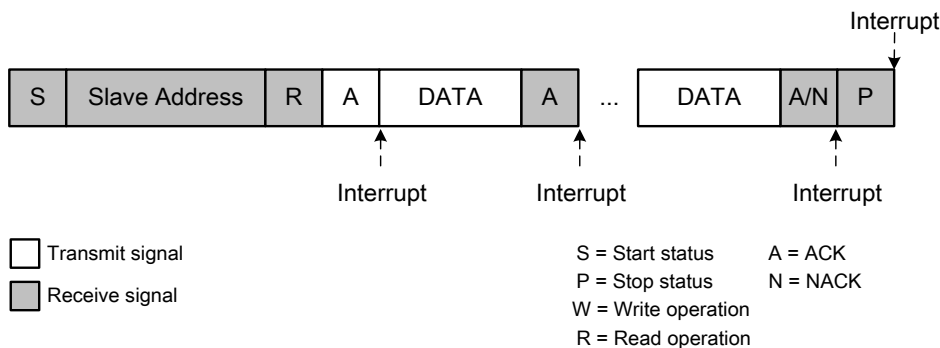 Interrupt
S Slave Address R A DATA A ... DATA A/N P
Interrupt Interrupt Interrupt
Transmit signal
Receive signal
S = Start status A = ACK
P = Stop status N = NACK
W = Write operation
R = Read operation